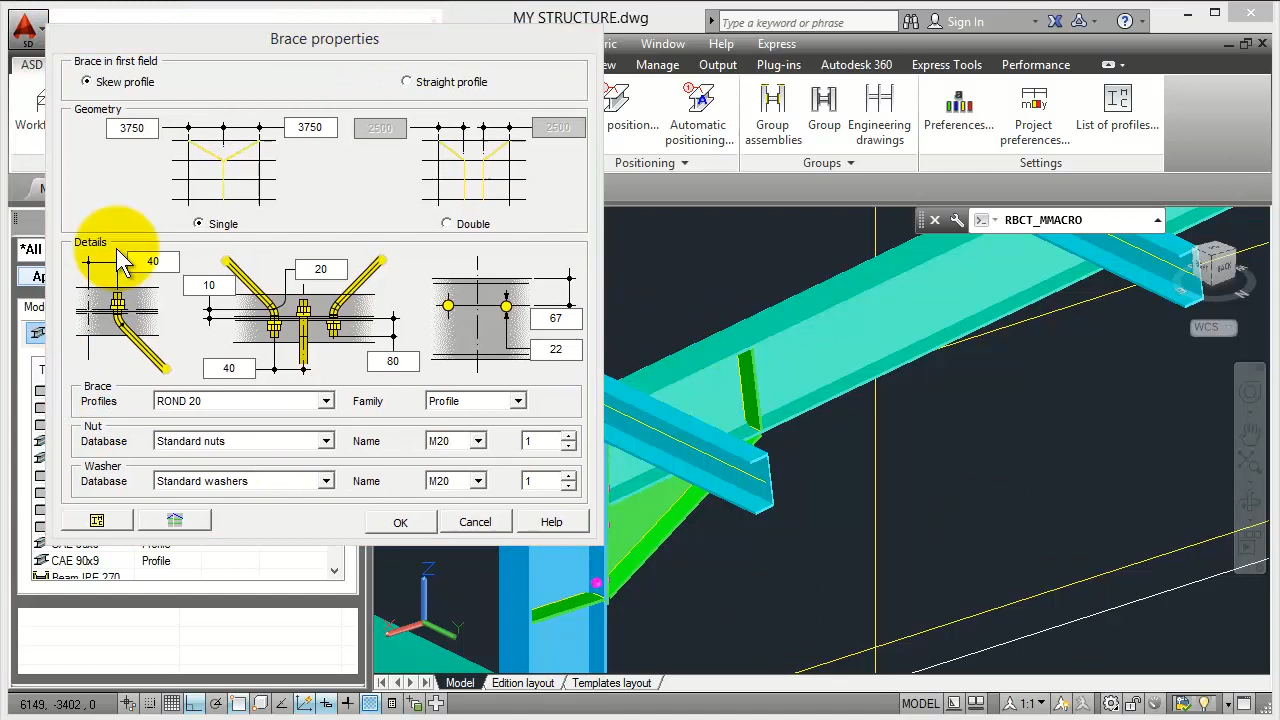 MY STRUCTURE.dwg
Type a keyword or phrase
Sign In
SD
Brace properties
Window
Help
Express
ASD
Manage
Output
Plug-ins
Autodesk 360
Express Tools
Performance
Brace in first field
Skew profile
Straight profile
Geometry
3750
3750
2500
2500
Single
Double
position...
Automatic positioning...
Group assemblies
Group
Engineering drawings
Preferences...
Project preferences...
List of profiles...
Positioning
Groups
Settings
*All
Details
40
10
20
67
22
40
80
RBCT_MMACRO
WCS
Brace
Profiles
ROND 20
Family
Profile
Nut
Database
Standard nuts
Name
M20
1
Washer
Database
Standard washers
Name
M20
1
OK
Cancel
Help
CAE 90x9
Profile
Beam IPE 270
Z
X
Y
Model
Edition layout
Templates layout
6149, -3402, 0
MODEL
1:1